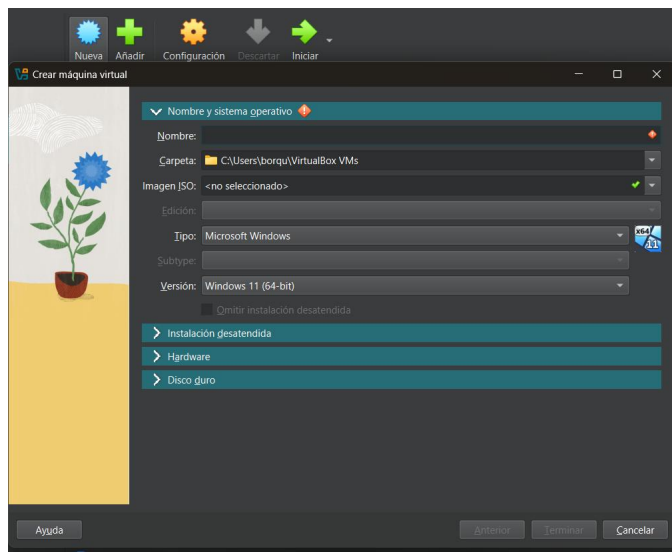 Nueva Añadir Configuración Descartar Iniciar
Crear máquina virtual
Nombre y sistema operativo
Nombre:
Carpeta: C:\Users\borqu\VirtualBox VMs
Imagen ISO: <no seleccionado>
Edición:
Tipo: Microsoft Windows
x64
11
Subtype:
Versión: Windows 11 (64-bit)
Omitir instalación desatendida
Instalación desatendida
Hardware
Disco duro
Ayuda Anterior Terminar Cancelar